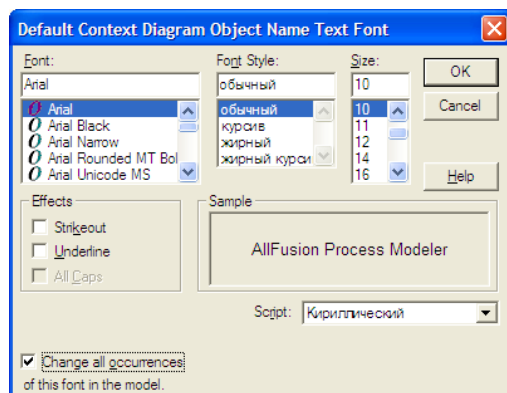 Default Context Diagram Object Name Text Font
Font:
Arial
Arial
Arial Black
Arial Narrow
Arial Rounded MT Bol
Arial Unicode MS
Font Style:
обычный
обычный
курсив
жирный
жирный курси
Size:
10
10
11
12
14
16
OK
Cancel
Help
Effects
Strikeout
Underline
All Caps
Sample
AllFusion Process Modeler
Script: Кириллический
Change all occurrences
of this font in the model.